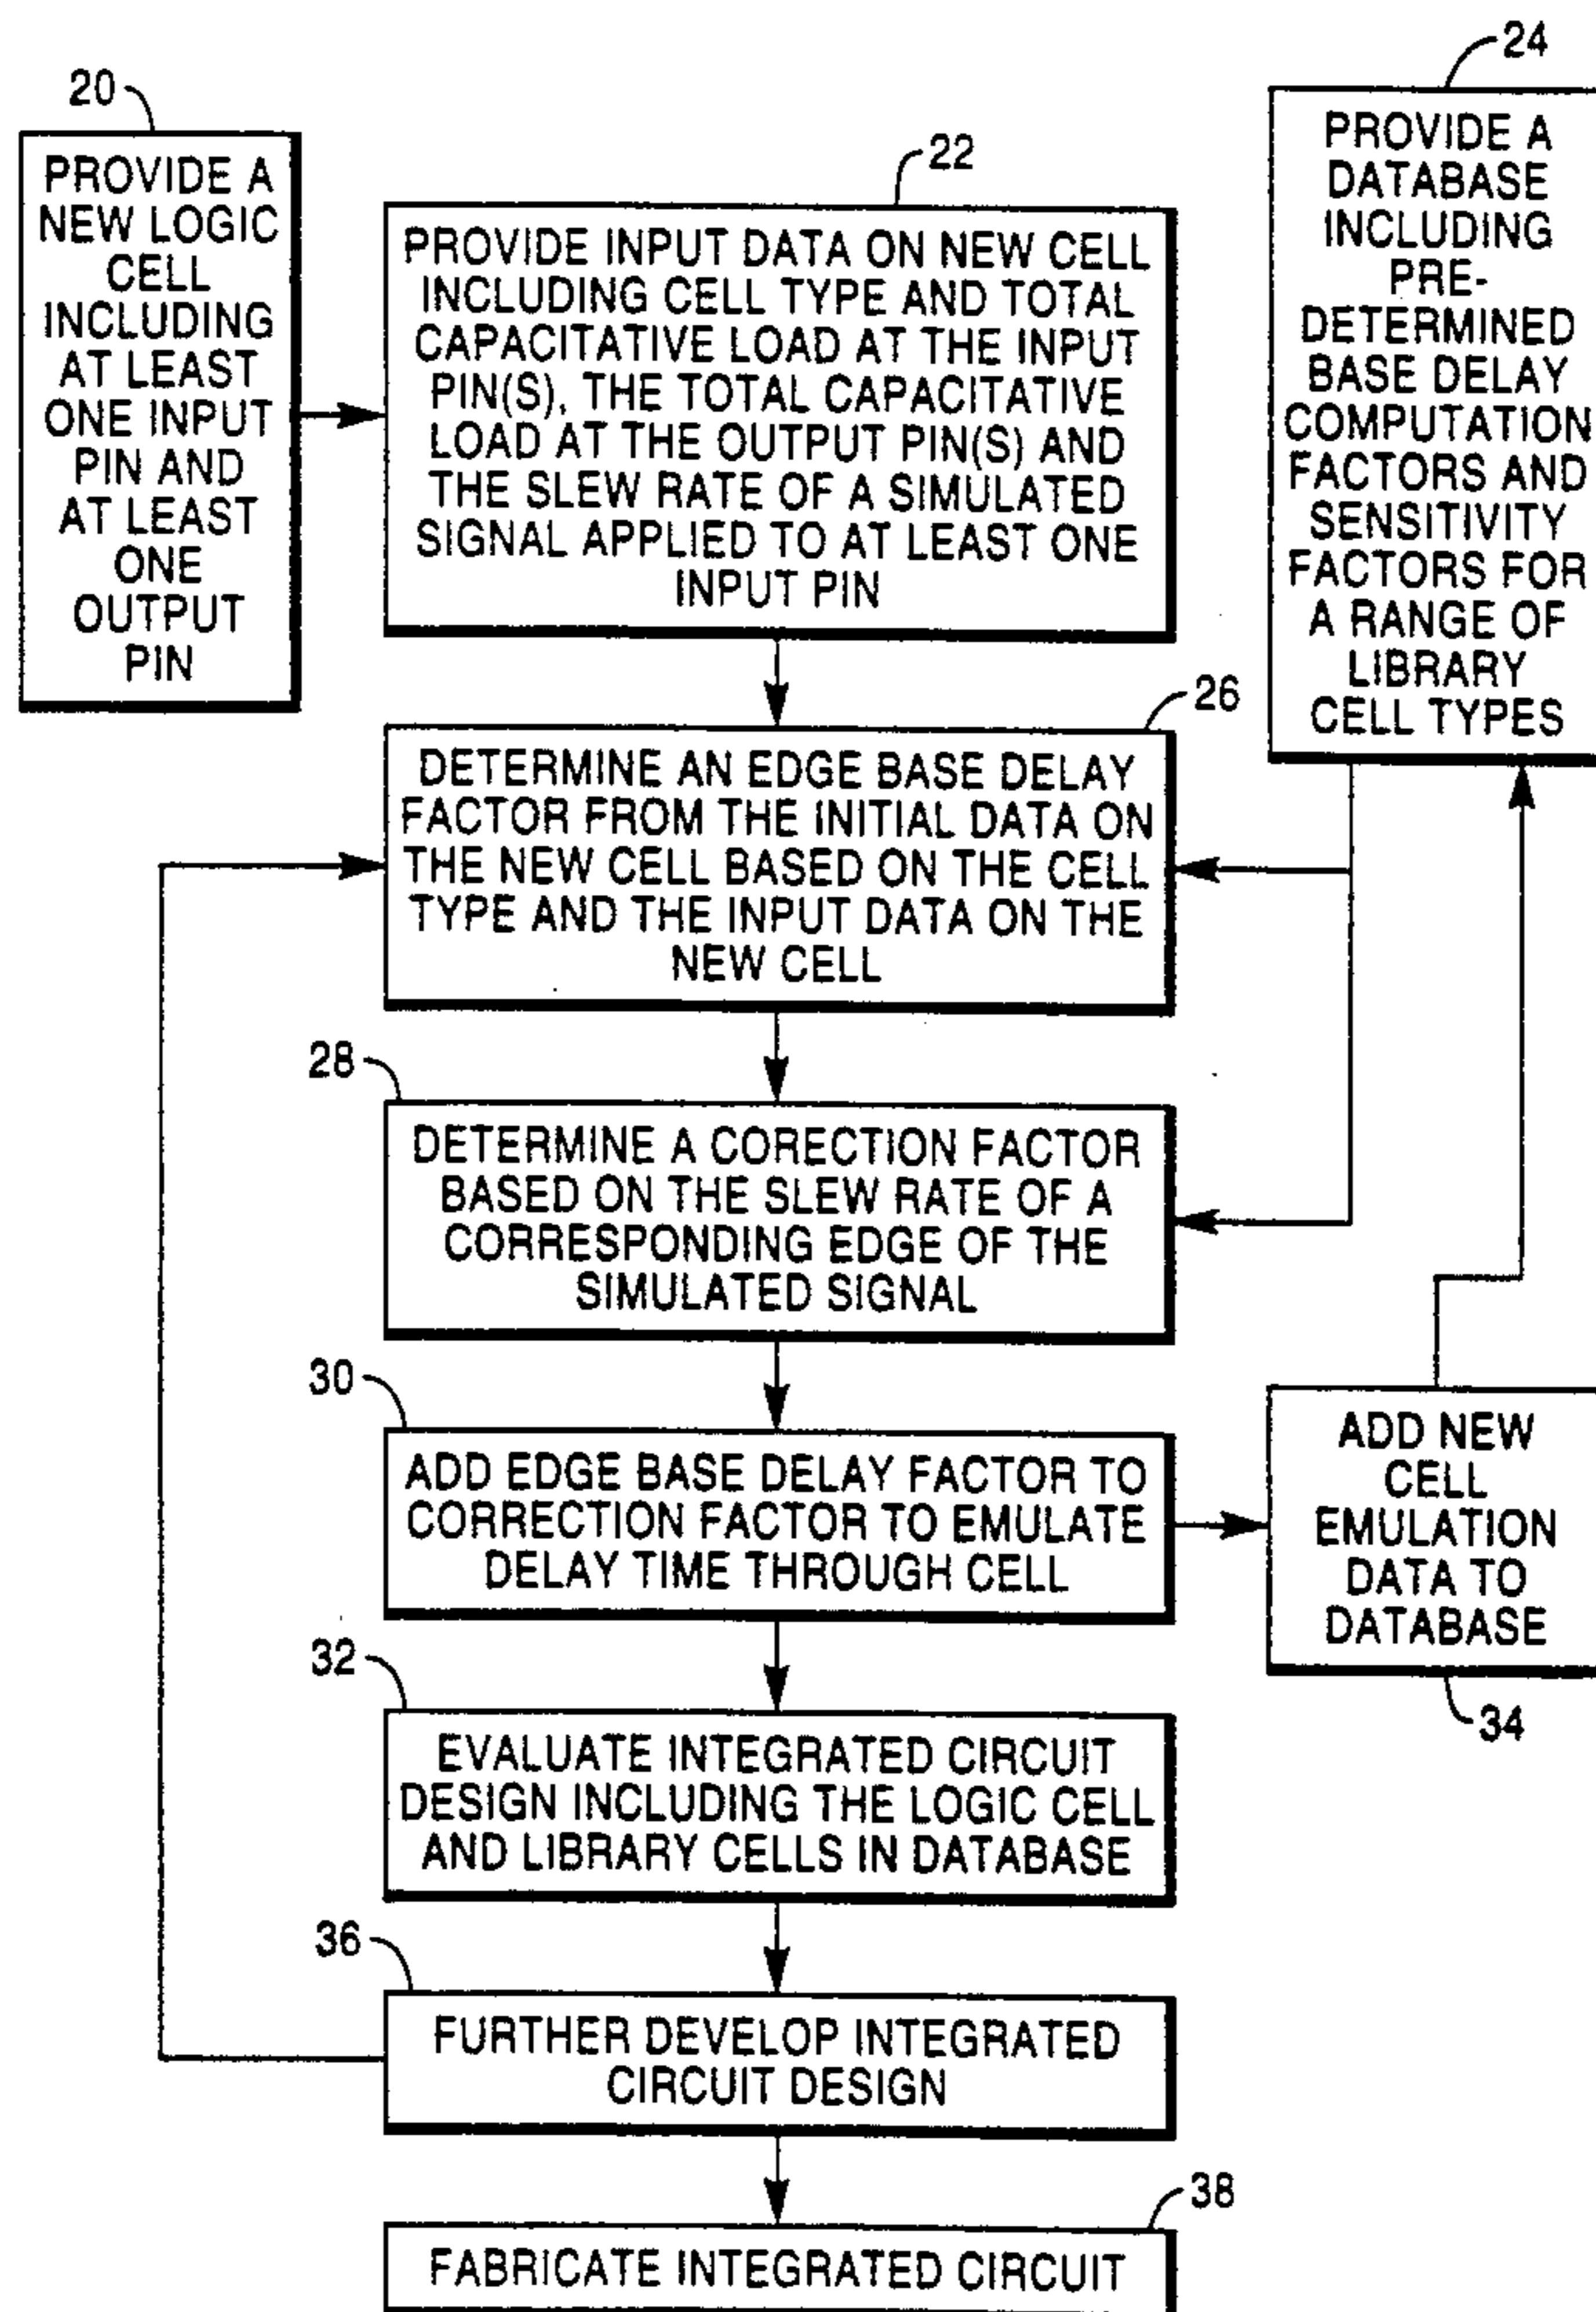 20
PROVIDE A
NEW LOGIC
CELL
INCLUDING
AT LEAST
ONE INPUT
PIN AND
AT LEAST
ONE
OUTPUT
PIN
22
PROVIDE INPUT DATA ON NEW CELL
INCLUDING CELL TYPE AND TOTAL
CAPACITATIVE LOAD AT THE INPUT
PIN(S), THE TOTAL CAPACITATIVE
LOAD AT THE OUTPUT PIN(S) AND
THE SLEW RATE OF A SIMULATED
SIGNAL APPLIED TO AT LEAST ONE
INPUT PIN
24
PROVIDE A
DATABASE
INCLUDING
PRE-
DETERMINED
BASE DELAY
COMPUTATION
FACTORS AND
SENSITIVITY
FACTORS FOR
A RANGE OF
LIBRARY
CELL TYPES
26
DETERMINE AN EDGE BASE DELAY
FACTOR FROM THE INITIAL DATA ON
THE NEW CELL BASED ON THE CELL
TYPE AND THE INPUT DATA ON THE
NEW CELL
28
DETERMINE A CORECTION FACTOR
BASED ON THE SLEW RATE OF A
CORRESPONDING EDGE OF THE
SIMULATED SIGNAL
30
ADD EDGE BASE DELAY FACTOR TO
CORRECTION FACTOR TO EMULATE
DELAY TIME THROUGH CELL
ADD NEW
CELL
EMULATION
DATA TO
DATABASE
34
32
EVALUATE INTEGRATED CIRCUIT
DESIGN INCLUDING THE LOGIC CELL
AND LIBRARY CELLS IN DATABASE
36
FURTHER DEVELOP INTEGRATED
CIRCUIT DESIGN
38
FABRICATE INTEGRATED CIRCUIT